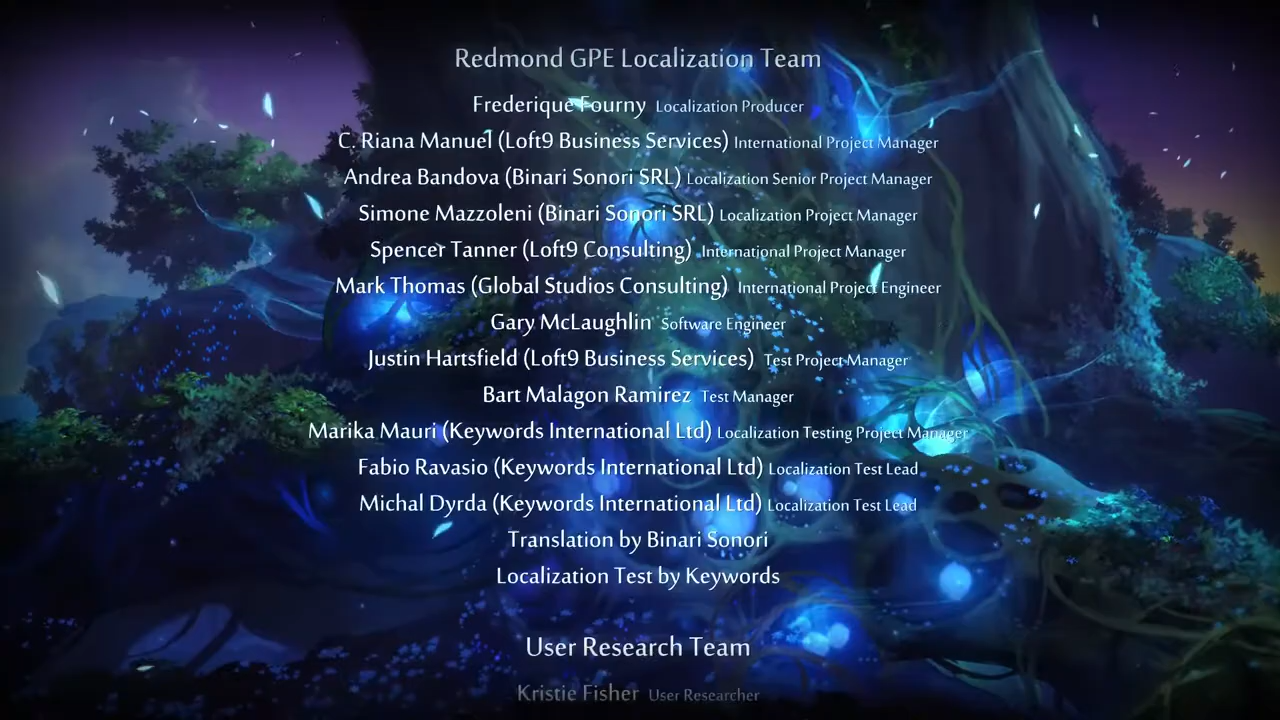 Redmond GPE Localization Team
Frederique Fourny Localization Producer
C. Riana Manuel (Loft9 Business Services) International Project Manager
Andrea Bandova (Binari Sonori SRL) Localization Senior Project Manager
Simone Mazzoleni (Binari Sonori SRL) Localization Project Manager
Spencer Tanner (Loft9 Consulting) International Project Manager
Mark Thomas (Global Studios Consulting) International Project Engineer
Gary McLaughlin Software Engineer
Justin Hartsfield (Loft9 Business Services) Test Project Manager
Bart Malagon Ramirez Test Manager
Marika Mauri (Keywords International Ltd) Localization Testing Project Manager
Fabio Ravasio (Keywords International Ltd) Localization Test Lead
Michal Dyrda (Keywords International Ltd) Localization Test Lead
Translation by Binari Sonori
Localization Test by Keywords
User Research Team
Kristie Fisher User Researcher